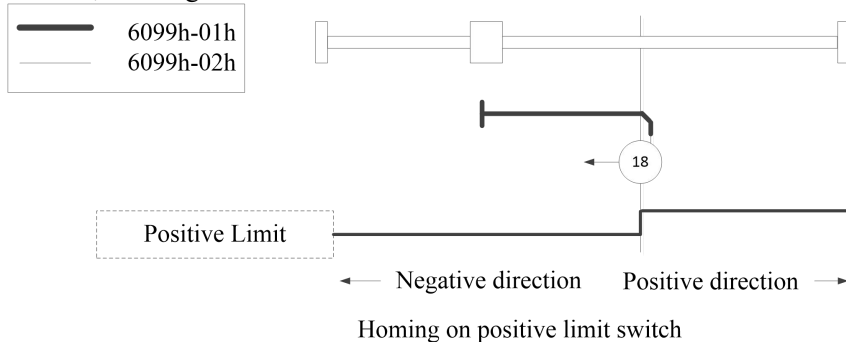 6099h-01h
6099h-02h
18
Positive Limit
Negative direction
Positive direction
Homing on positive limit switch